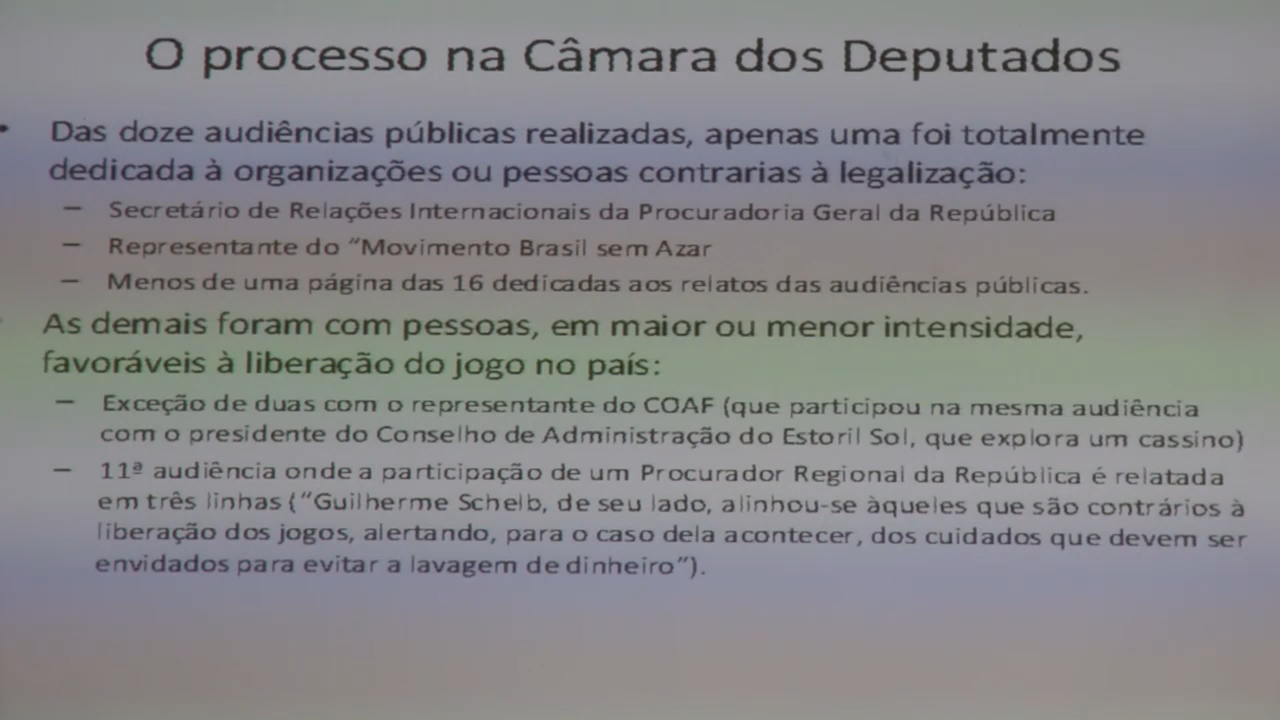 O processo na Câmara dos Deputados
• Das doze audiências públicas realizadas, apenas uma foi totalmente
dedicada à organizações ou pessoas contrarias à legalização:
– Secretário de Relações Internacionais da Procuradoria Geral da República
– Representante do “Movimento Brasil sem Azar
– Menos de uma página das 16 dedicadas aos relatos das audiências públicas.
As demais foram com pessoas, em maior ou menor intensidade,
favoráveis à liberação do jogo no país:
– Exceção de duas com o representante do COAF (que participou na mesma audiência
com o presidente do Conselho de Administração do Estoril Sol, que explora um cassino)
– 11ª audiência onde a participação de um Procurador Regional da República é relatada
em três linhas (“Guilherme Schelb, de seu lado, alinhou-se àqueles que são contrários à
liberação dos jogos, alertando, para o caso dela acontecer, dos cuidados que devem ser
envidados para evitar a lavagem de dinheiro”).